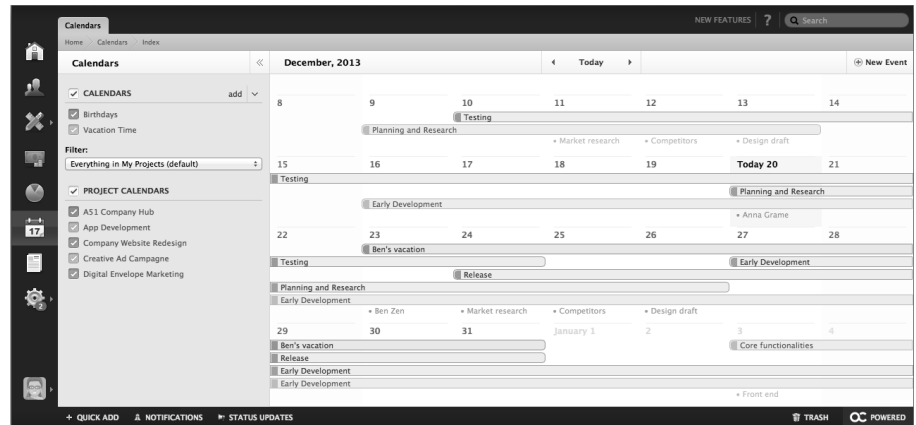 Calendars
NEW FEATURES ? Search
Home Calendars Index
Calendars
December, 2013
Today
New Event
CALENDARS add
Birthdays
Vacation Time
Filter:
Everything in My Projects (default)
PROJECT CALENDARS
A51 Company Hub
App Development
Company Website Redesign
Creative Ad Campagne
Digital Envelope Marketing
17
2
8 9 10 11 12 13 14
Testing
Planning and Research
• Market research • Competitors • Design draft
15 16 17 18 19 Today 20 21
Testing
Planning and Research
Early Development
• Anna Grame
22 23 24 25 26 27 28
Ben's vacation
Testing Early Development
Release
Planning and Research
Early Development
• Ben Zen • Market research • Competitors • Design draft
29 30 31 January 1 2 3 4
Ben's vacation Core functionalities
Release
Early Development
Early Development
• Front end
+ QUICK ADD NOTIFICATIONS STATUS UPDATES TRASH POWERED